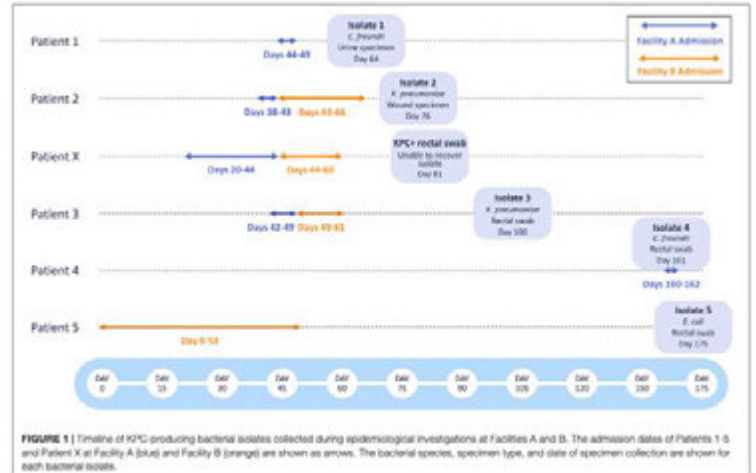 Isolate 1
C. freundii
Urine specimen
Day 64
Patient 1
Days 44-49
Facility A Admission
Facility B Admission
Isolate 2
K. pneumoniae
Wound specimen
Day 76
Patient 2
Days 38-43
KPC+ rectal swab
Unable to recover
isolate
Day 81
Patient X
Days 20-44
Days 44-60
Isolate 3
K. pneumoniae
Rectal swab
Day 100
Patient 3
Days 42-49
Days 49-61
Isolate 4
C. freundii
Rectal swab
Day 161
Patient 4
Days 160-162
Isolate 5
E. coli
Rectal swab
Day 175
Patient 5
DAY
0
DAY
15
DAY
30
DAY
45
DAY
60
DAY
75
DAY
90
DAY
105
DAY
120
DAY
150
DAY
175
FIGURE 1 | Timeline of KPC-producing bacterial isolates collected during epidemiological investigations at Facilities A and B. The admission dates of Patients 1-5
and Patient X at Facility A (blue) and Facility B (orange) are shown as arrows. The bacterial species, specimen type, and date of specimen collection are shown for
each bacterial isolate.